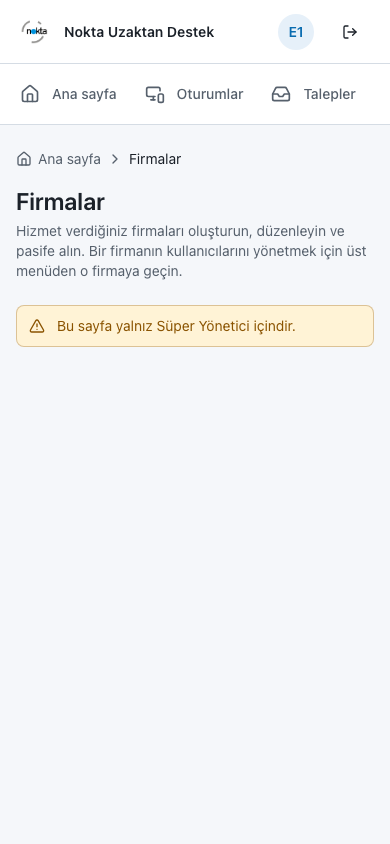 nokta
Nokta Uzaktan Destek
E1
Ana sayfa
Oturumlar
Talepler
Ana sayfa
Firmalar
Firmalar
Hizmet verdiğiniz firmaları oluşturun, düzenleyin ve
pasife alın. Bir firmanın kullanıcılarını yönetmek için üst
menüden o firmaya geçin.
Bu sayfa yalnız Süper Yönetici içindir.